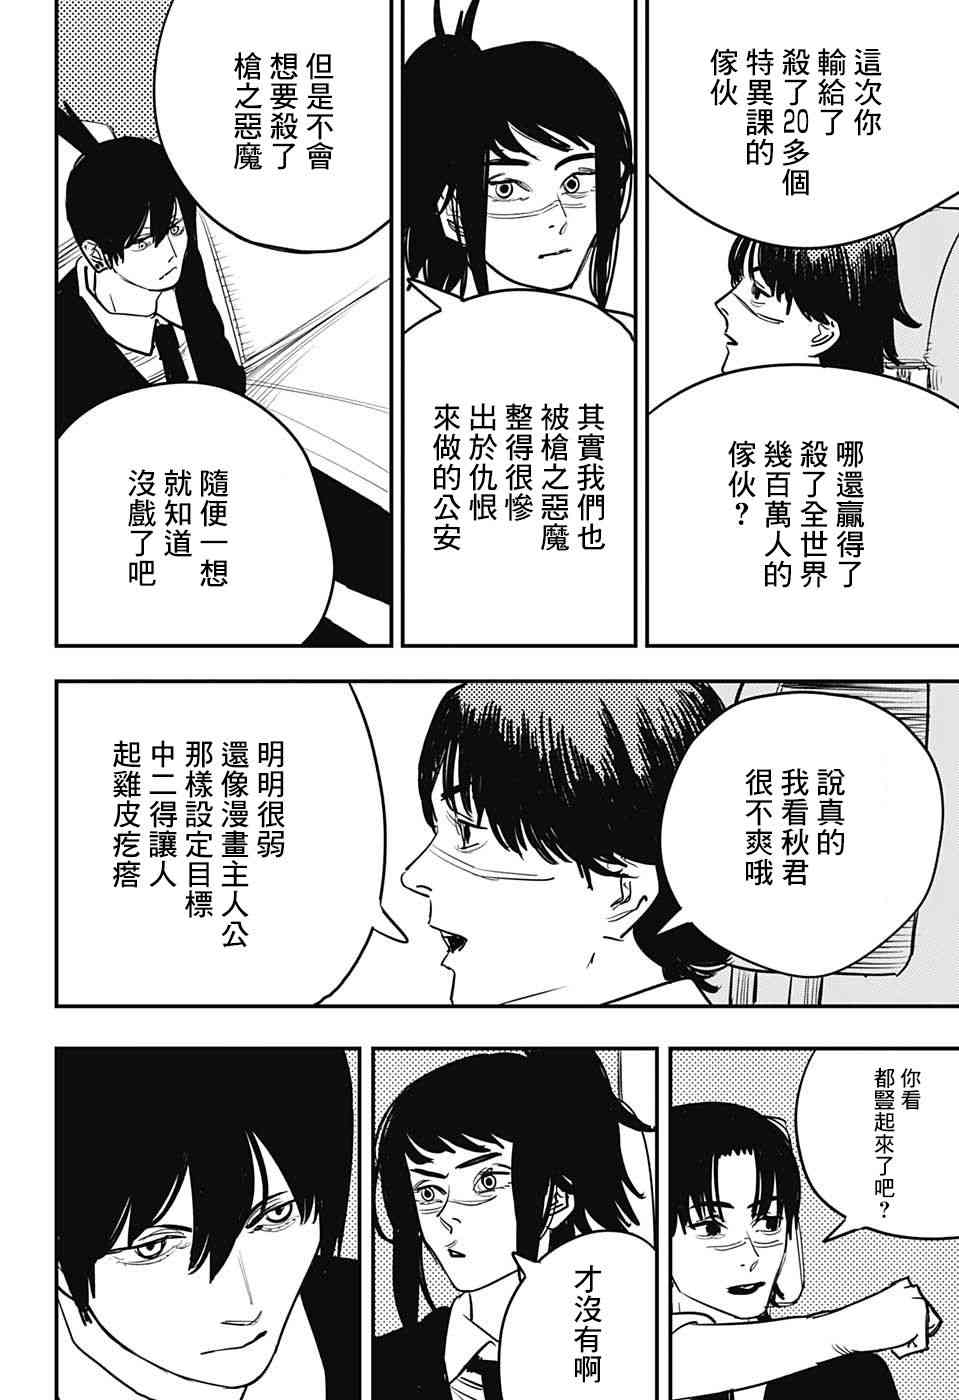 這次你
輸給了
殺了20多個
特異課的
傢伙
哪還贏得了
殺了全世界
幾百萬人的
傢伙?
其實我們也
被槍之惡魔
整得很慘
出於仇恨
來做的公安
但是不會
想要殺了
槍之惡魔
隨便一想
就知道
沒戲了吧
說真的
我看秋君
很不爽哦
明明很弱
還像漫畫主人公
那樣設定目標
中二得讓人
起雞皮疙瘩
你看
都豎起來了吧?
才沒有啊